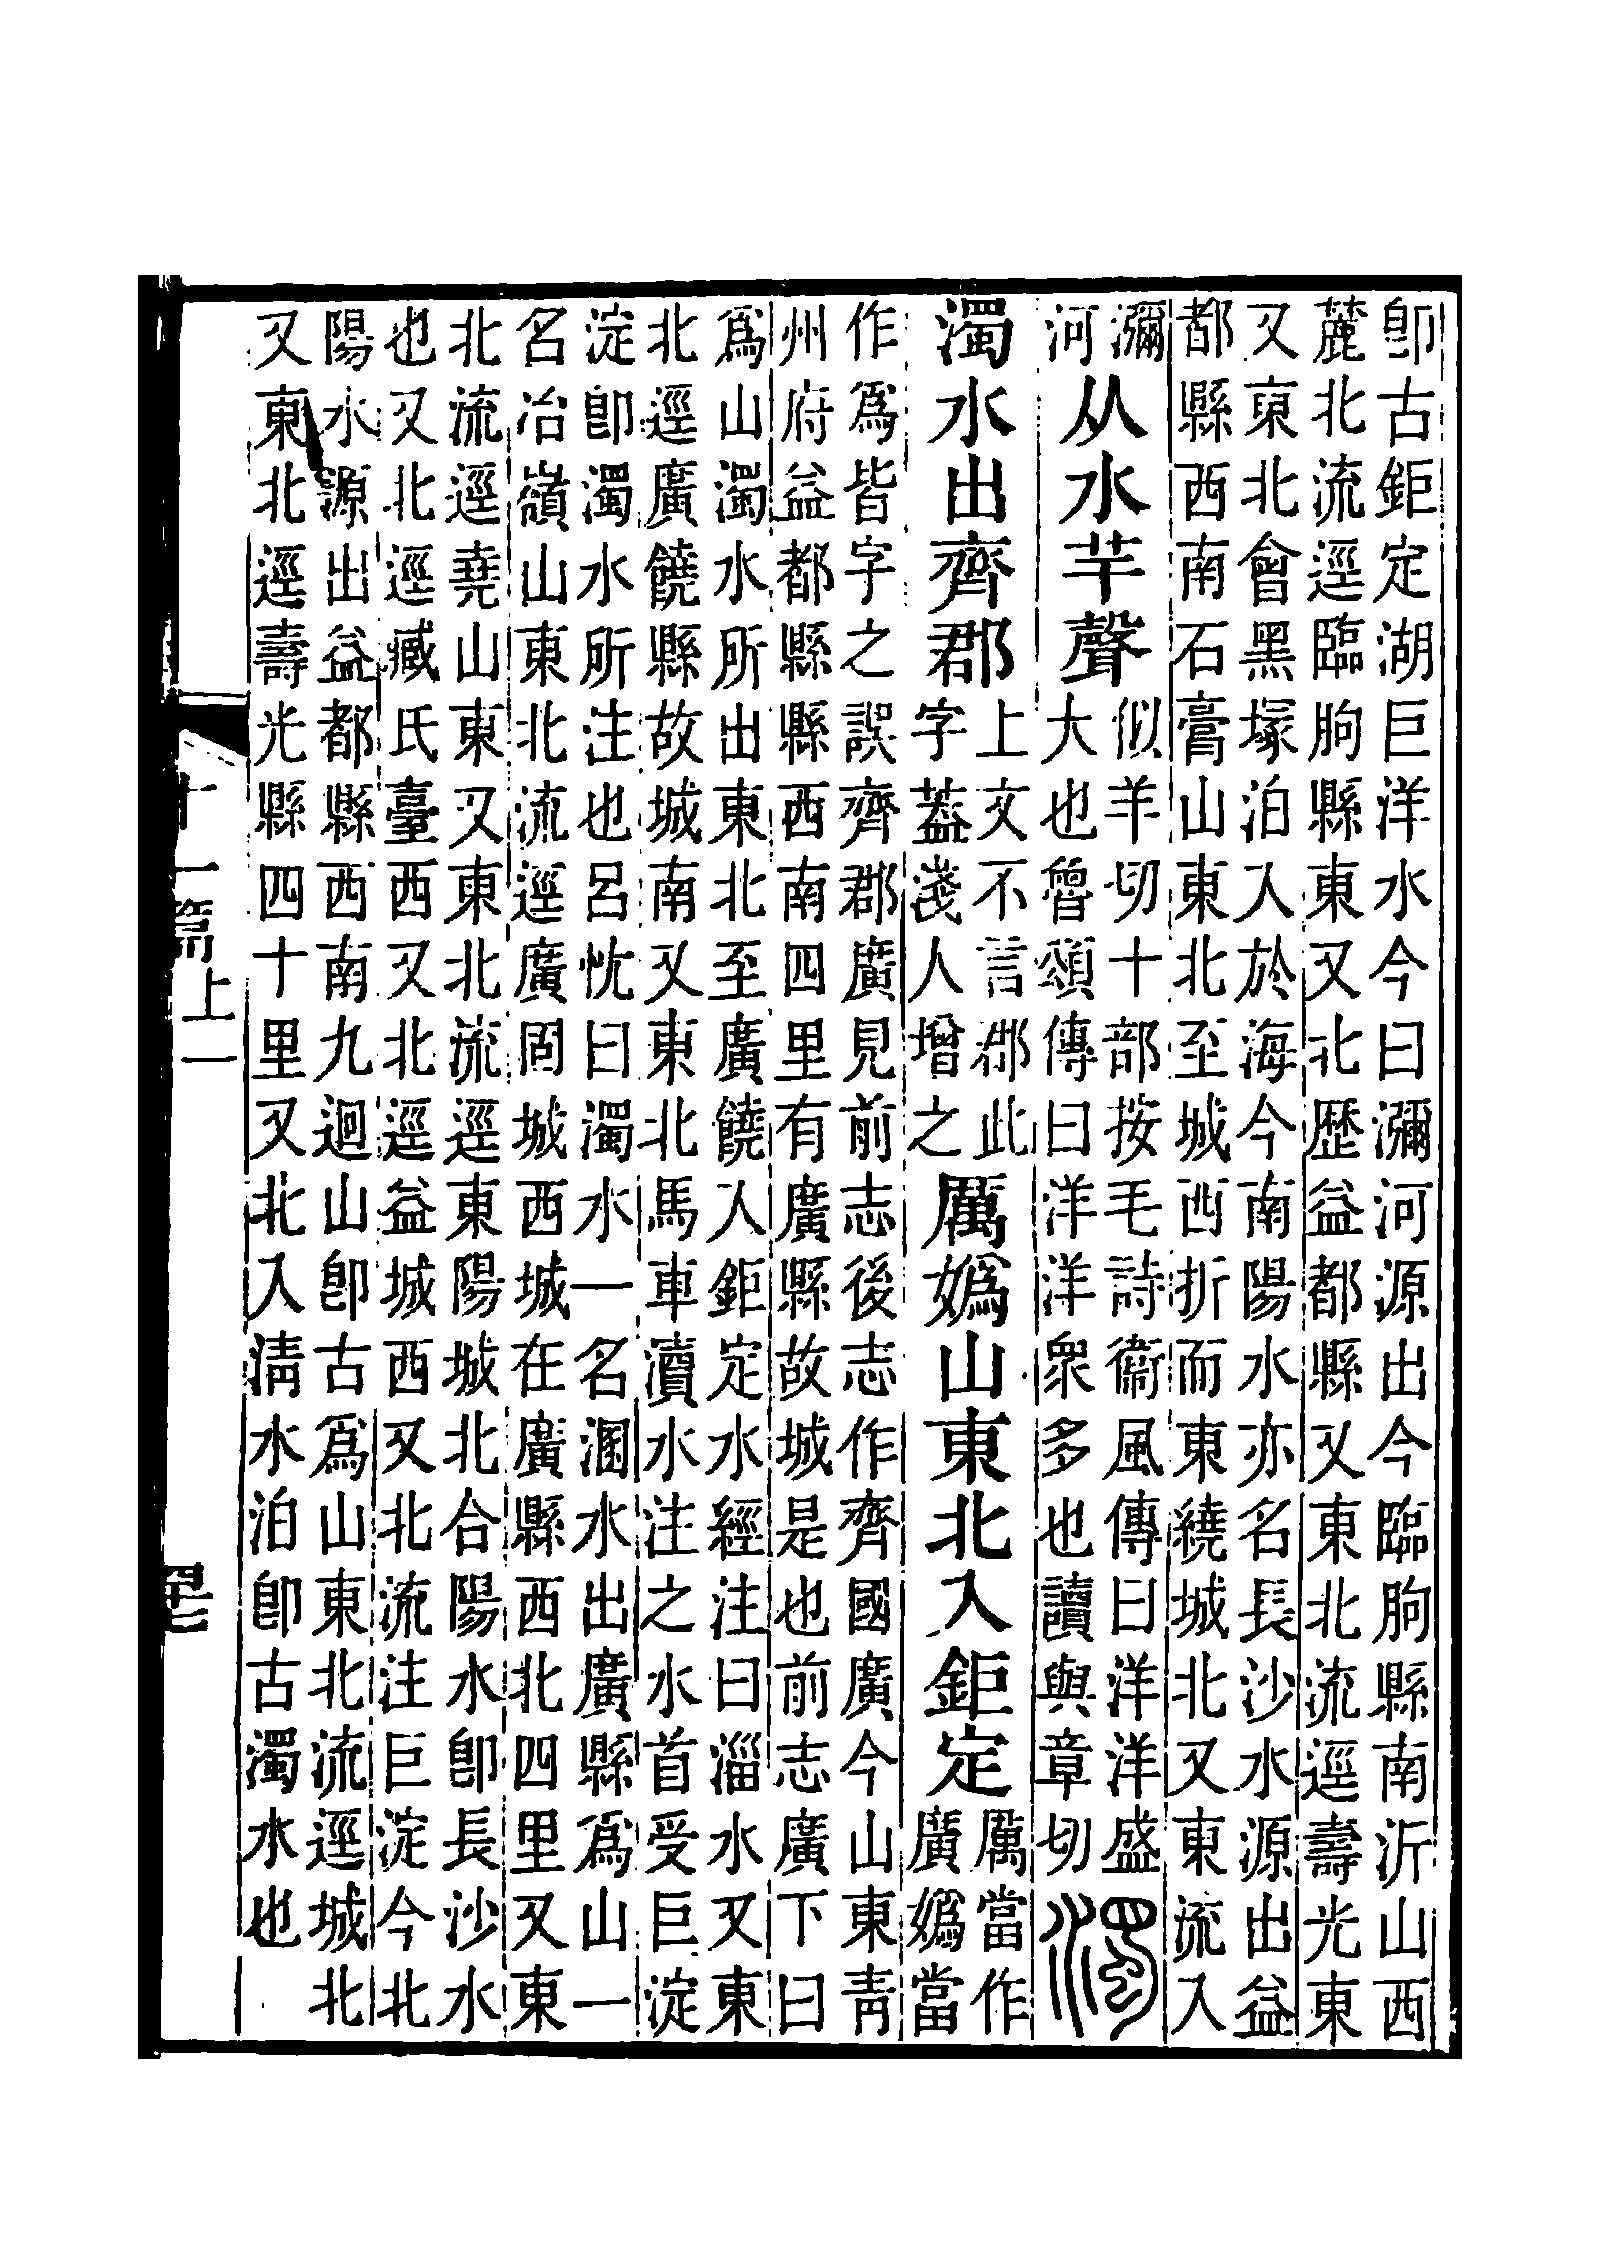 卽古鉅定湖巨洋水今曰瀰河源出今臨朐縣南沂山西
麓北流逕臨朐縣東又北歷益都縣又東北流逕壽光東
又東北會黑塚泊入於海今南陽水亦名長沙水源出益
都縣西南石膏山東北至城西折而東繞城北又東流入
瀰河从水芉聲似羊切十部按毛詩衞風傳曰洋洋盛大也魯頌傳曰洋洋衆多也讀與章切濁
濁水出齊郡上文不言郡此字蓋淺人增之厲嬀山東北入鉅定厲當作廣嬀當
作爲皆字之誤齊郡廣見前志後志作齊國廣今山東靑
州府益都縣縣西南四里有廣縣故城是也前志廣下曰
爲山濁水所出東北至廣饒入鉅定水經注曰淄水又東
北逕廣饒縣故城南又東北馬車瀆水注之水首受巨淀
淀卽濁水所注也呂忱曰濁水一名溷水出廣縣爲山一
名冶嶺山東北流逕廣固城西城在廣縣西北四里又東
北流逕堯山東又東北流逕東陽城北合陽水卽長沙水
也又北逕臧氏臺西又北逕益城西又北流注巨淀今北
陽水源出益都縣西南九迴山卽古爲山東北流逕城北
又東北逕壽光縣四十里又北入淸水泊卽古濁水也
十一篇上一